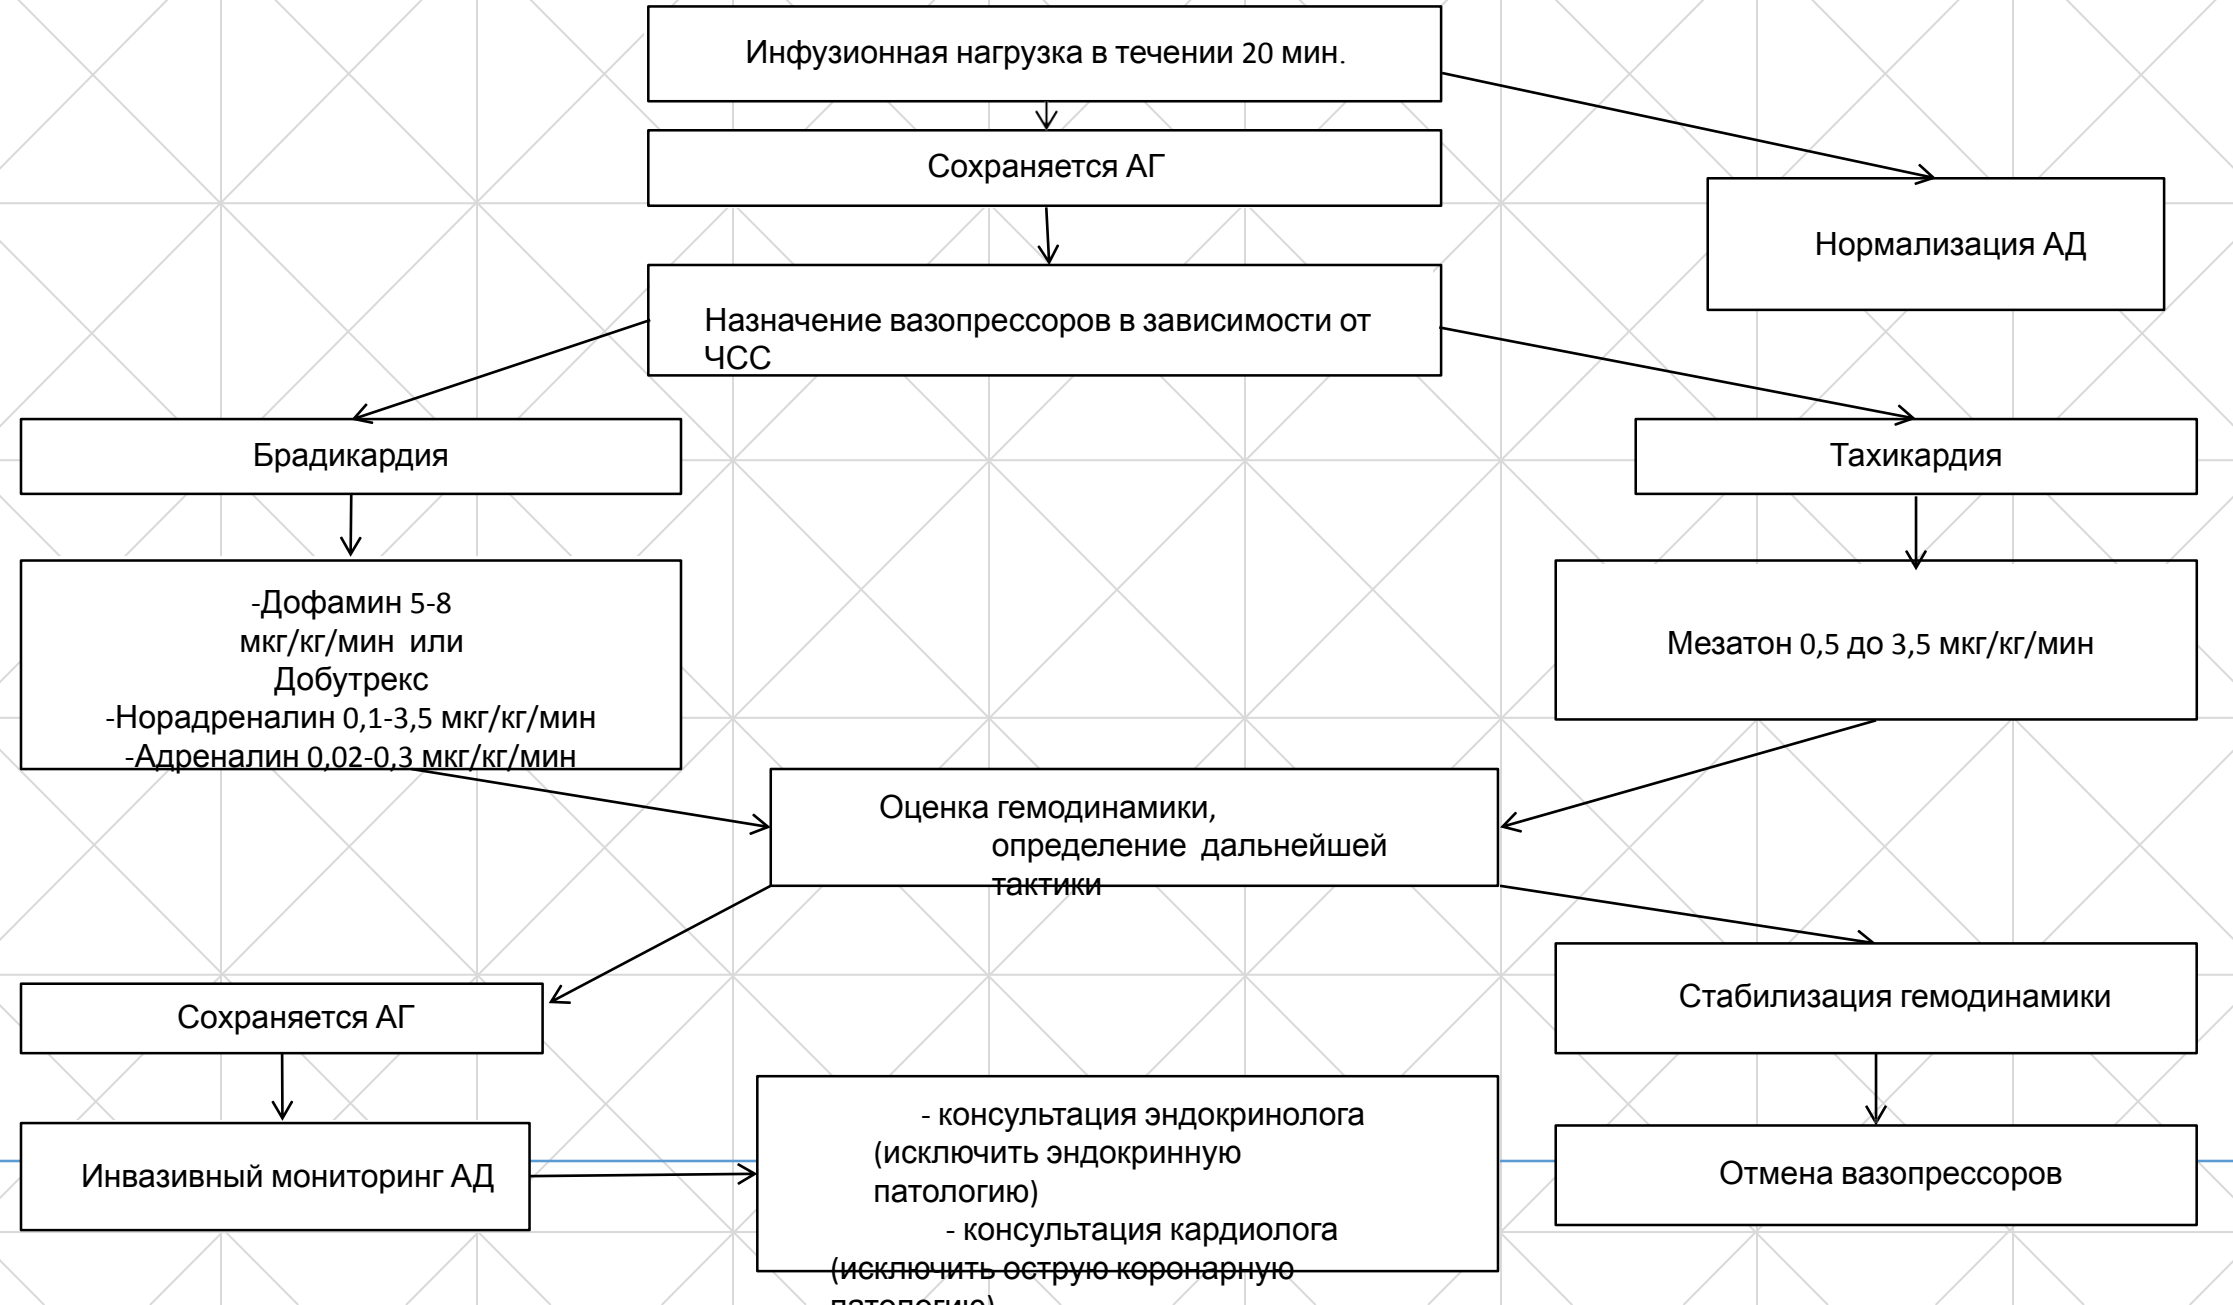 Инфузионная нагрузка в течении 20 мин.
Сохраняется АГ
Нормализация АД
Назначение вазопрессоров в зависимости от
ЧСС
Брадикардия
Тахикардия
-Дофамин 5-8
мкг/кг/мин или
Добутрекс
-Норадреналин 0,1-3,5 мкг/кг/мин
-Адреналин 0,02-0,3 мкг/кг/мин
Мезатон 0,5 до 3,5 мкг/кг/мин
Оценка гемодинамики,
определение дальнейшей
тактики
Сохраняется АГ
Стабилизация гемодинамики
Инвазивный мониторинг АД
- консультация эндокринолога
(исключить эндокринную
патологию)
- консультация кардиолога
(исключить острую коронарную
патологию)
Отмена вазопрессоров